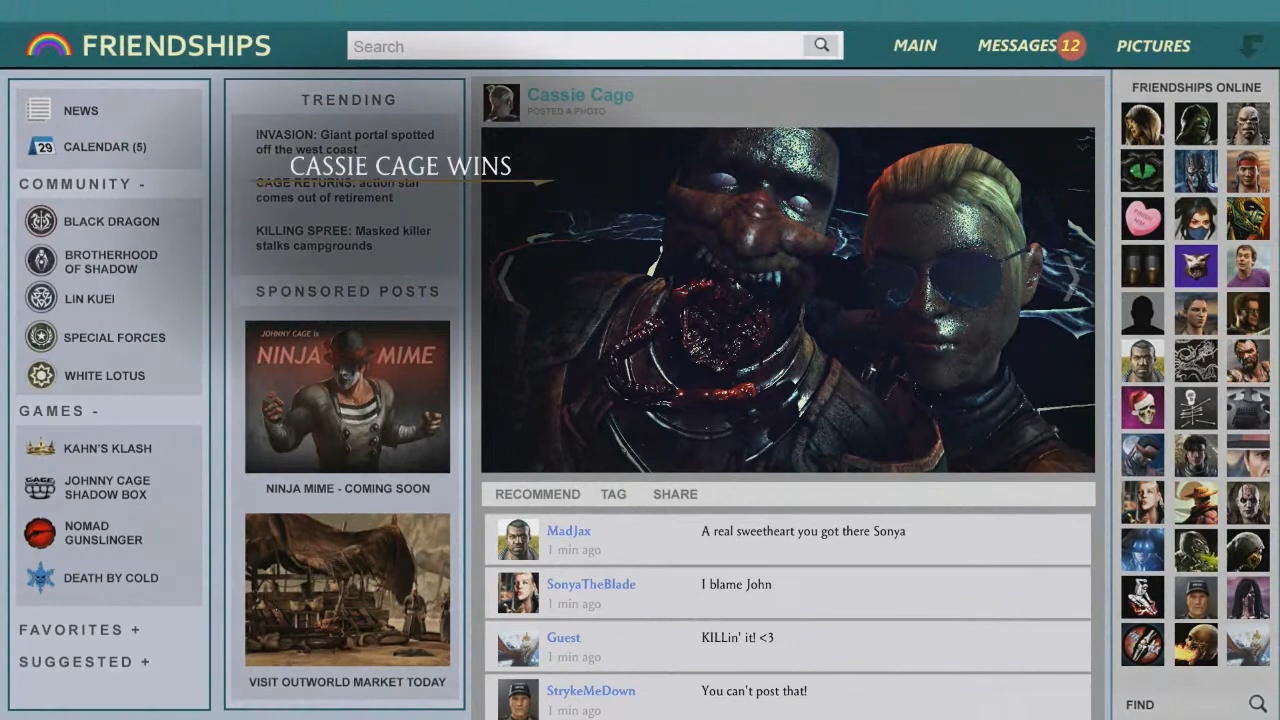 FRIENDSHIPS
Search
MAIN
MESSAGES 12
PICTURES
NEWS
29
CALENDAR (5)
COMMUNITY -
BLACK DRAGON
BROTHERHOOD
OF SHADOW
LIN KUEI
SPECIAL FORCES
WHITE LOTUS
GAMES -
KAHN'S KLASH
CAGE
JOHNNY CAGE
SHADOW BOX
NOMAD
GUNSLINGER
DEATH BY COLD
FAVORITES +
SUGGESTED +
TRENDING
INVASION: Giant portal spotted
off the west coast
CASSIE CAGE WINS
CAGE RETURNS: action star
comes out of retirement
KILLING SPREE: Masked killer
stalks campgrounds
SPONSORED POSTS
JOHNNY CAGE is
NINJA MIME
NINJA MIME - COMING SOON
VISIT OUTWORLD MARKET TODAY
Cassie Cage
POSTED A PHOTO
RECOMMEND TAG SHARE
MadJax
A real sweetheart you got there Sonya
1 min ago
SonyaTheBlade
I blame John
1 min ago
Guest
KILLin' it! <3
1 min ago
StrykeMeDown
You can't post that!
1 min ago
FRIENDSHIPS ONLINE
FINISH
HIM
FIND